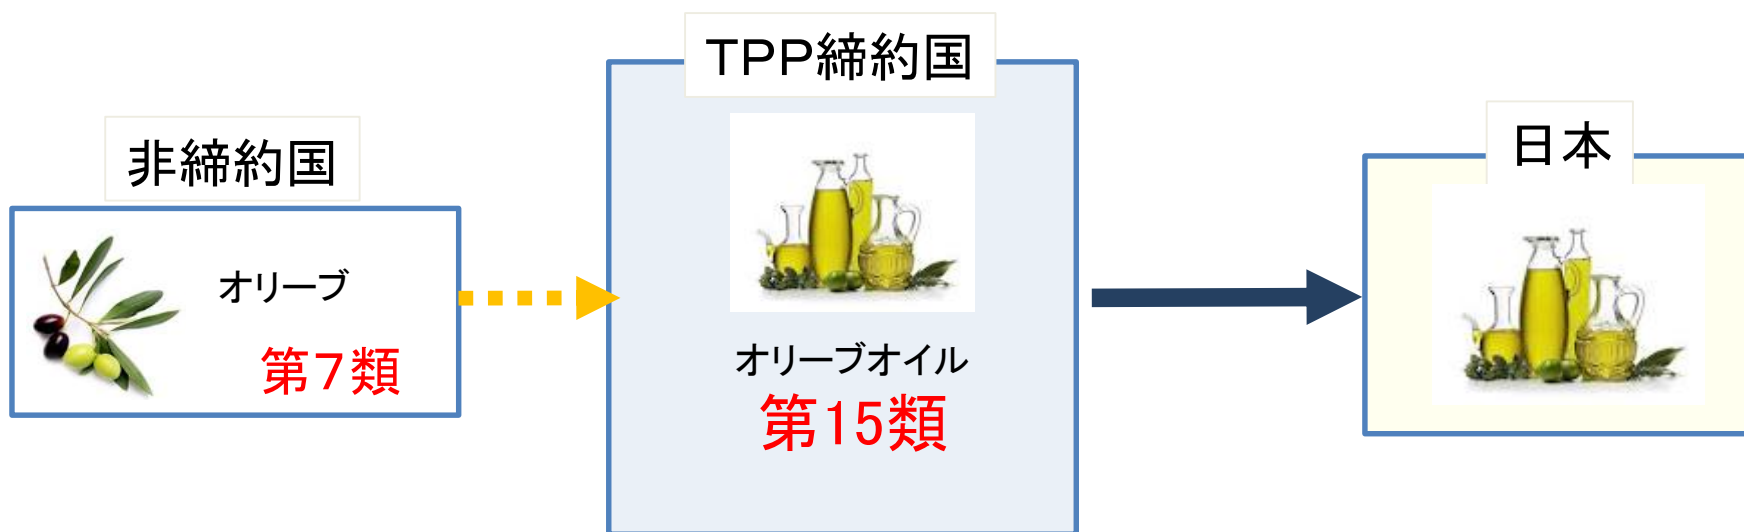 非締約国
オリーブ
第７類
ＴＰＰ締約国
オリーブオイル
第15類
日本